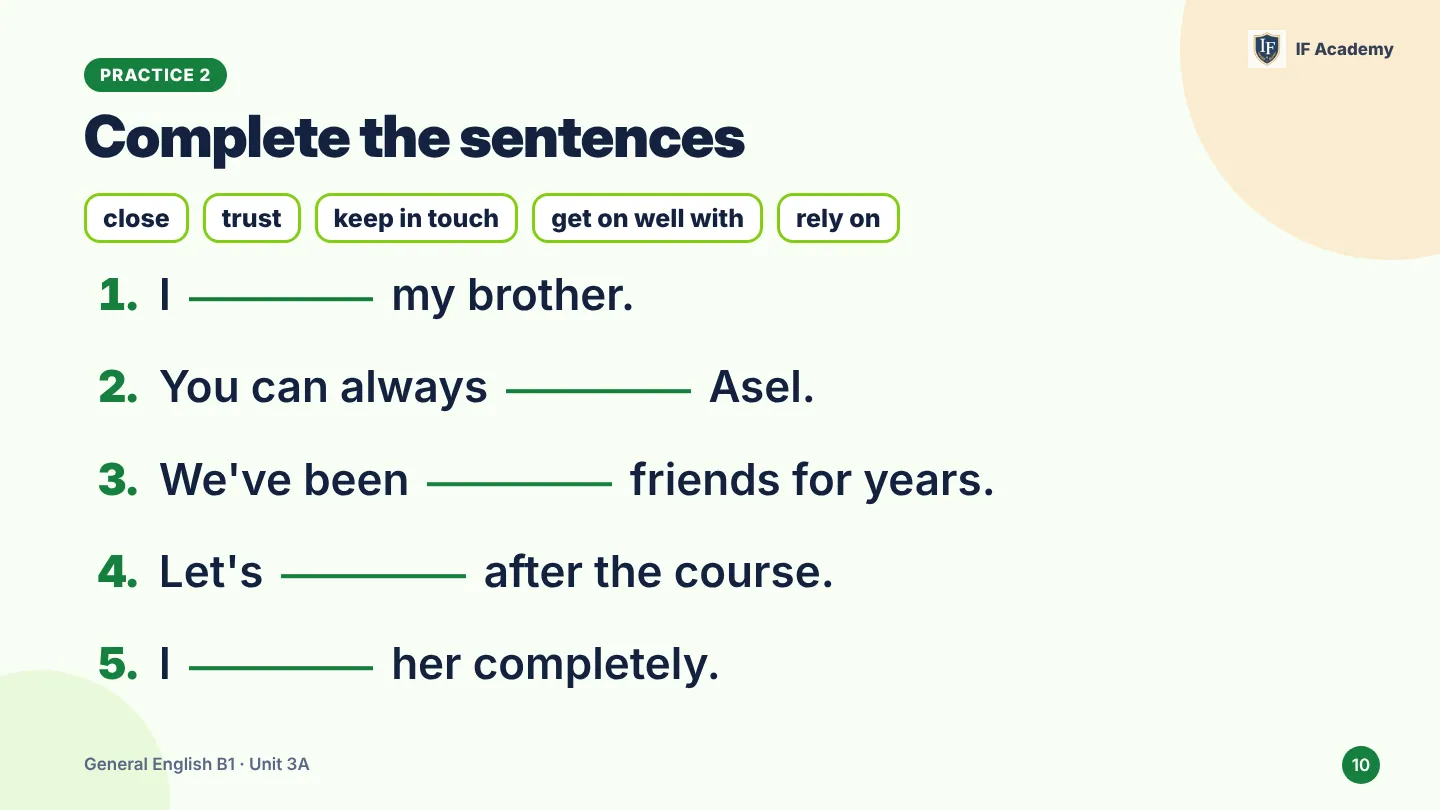 IF
IF Academy
PRACTICE 2
Complete the sentences
close trust keep in touch get on well with rely on
1. I ________ my brother.
2. You can always ________ Asel.
3. We've been ________ friends for years.
4. Let's ________ after the course.
5. I ________ her completely.
General English B1 · Unit 3A
10